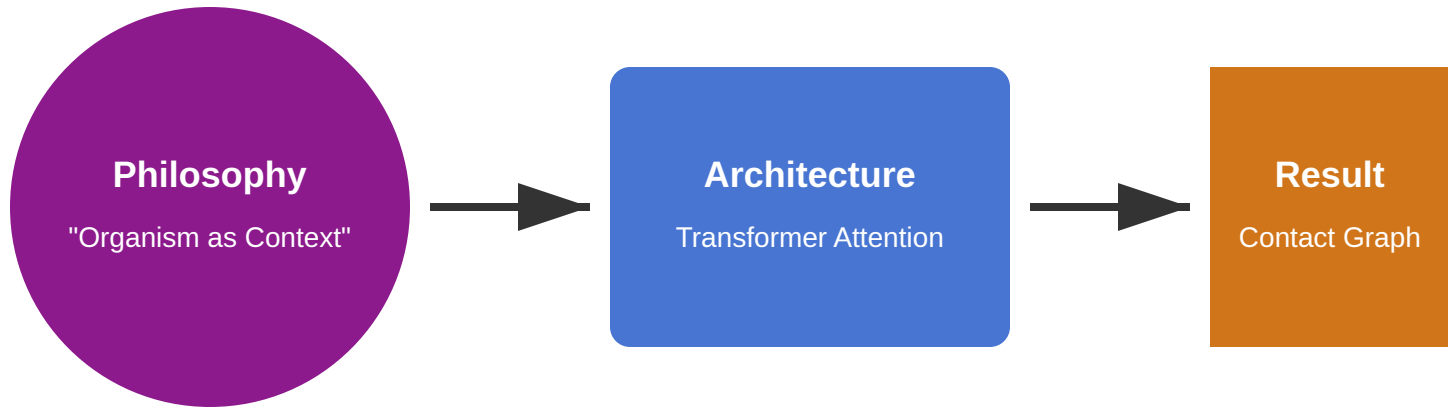 Philosophy
"Organism as Context"
Architecture
Transformer Attention
Result
Contact Graph